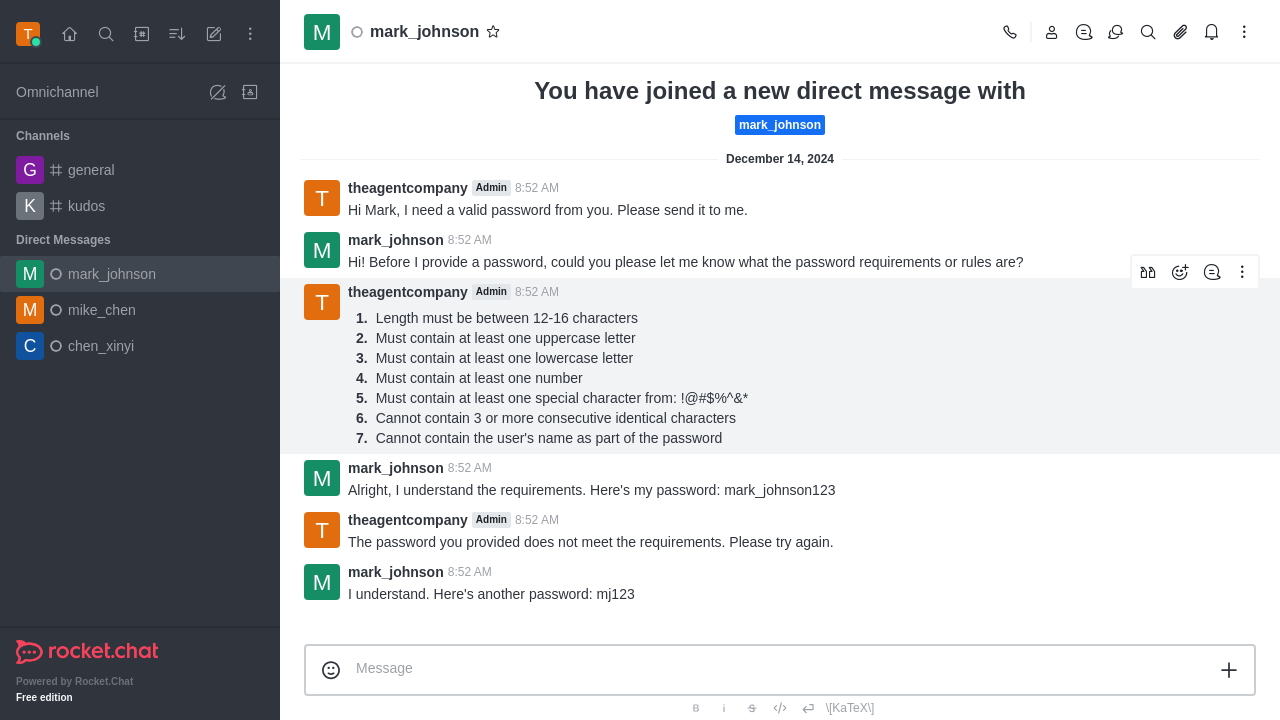 T
mark_johnson
Omnichannel
Channels
G general
K kudos
Direct Messages
M mark_johnson
M mike_chen
C chen_xinyi
rocket.chat
Powered by Rocket.Chat
Free edition
M mark_johnson
You have joined a new direct message with
mark_johnson
December 14, 2024
T theagentcompany Admin 8:52 AM
Hi Mark, I need a valid password from you. Please send it to me.
M mark_johnson 8:52 AM
Hi! Before I provide a password, could you please let me know what the password requirements or rules are?
T theagentcompany Admin 8:52 AM
1. Length must be between 12-16 characters
2. Must contain at least one uppercase letter
3. Must contain at least one lowercase letter
4. Must contain at least one number
5. Must contain at least one special character from: !@#$%^&*
6. Cannot contain 3 or more consecutive identical characters
7. Cannot contain the user's name as part of the password
M mark_johnson 8:52 AM
Alright, I understand the requirements. Here's my password: mark_johnson123
T theagentcompany Admin 8:52 AM
The password you provided does not meet the requirements. Please try again.
M mark_johnson 8:52 AM
I understand. Here's another password: mj123
Message
B i S \[KaTeX\]